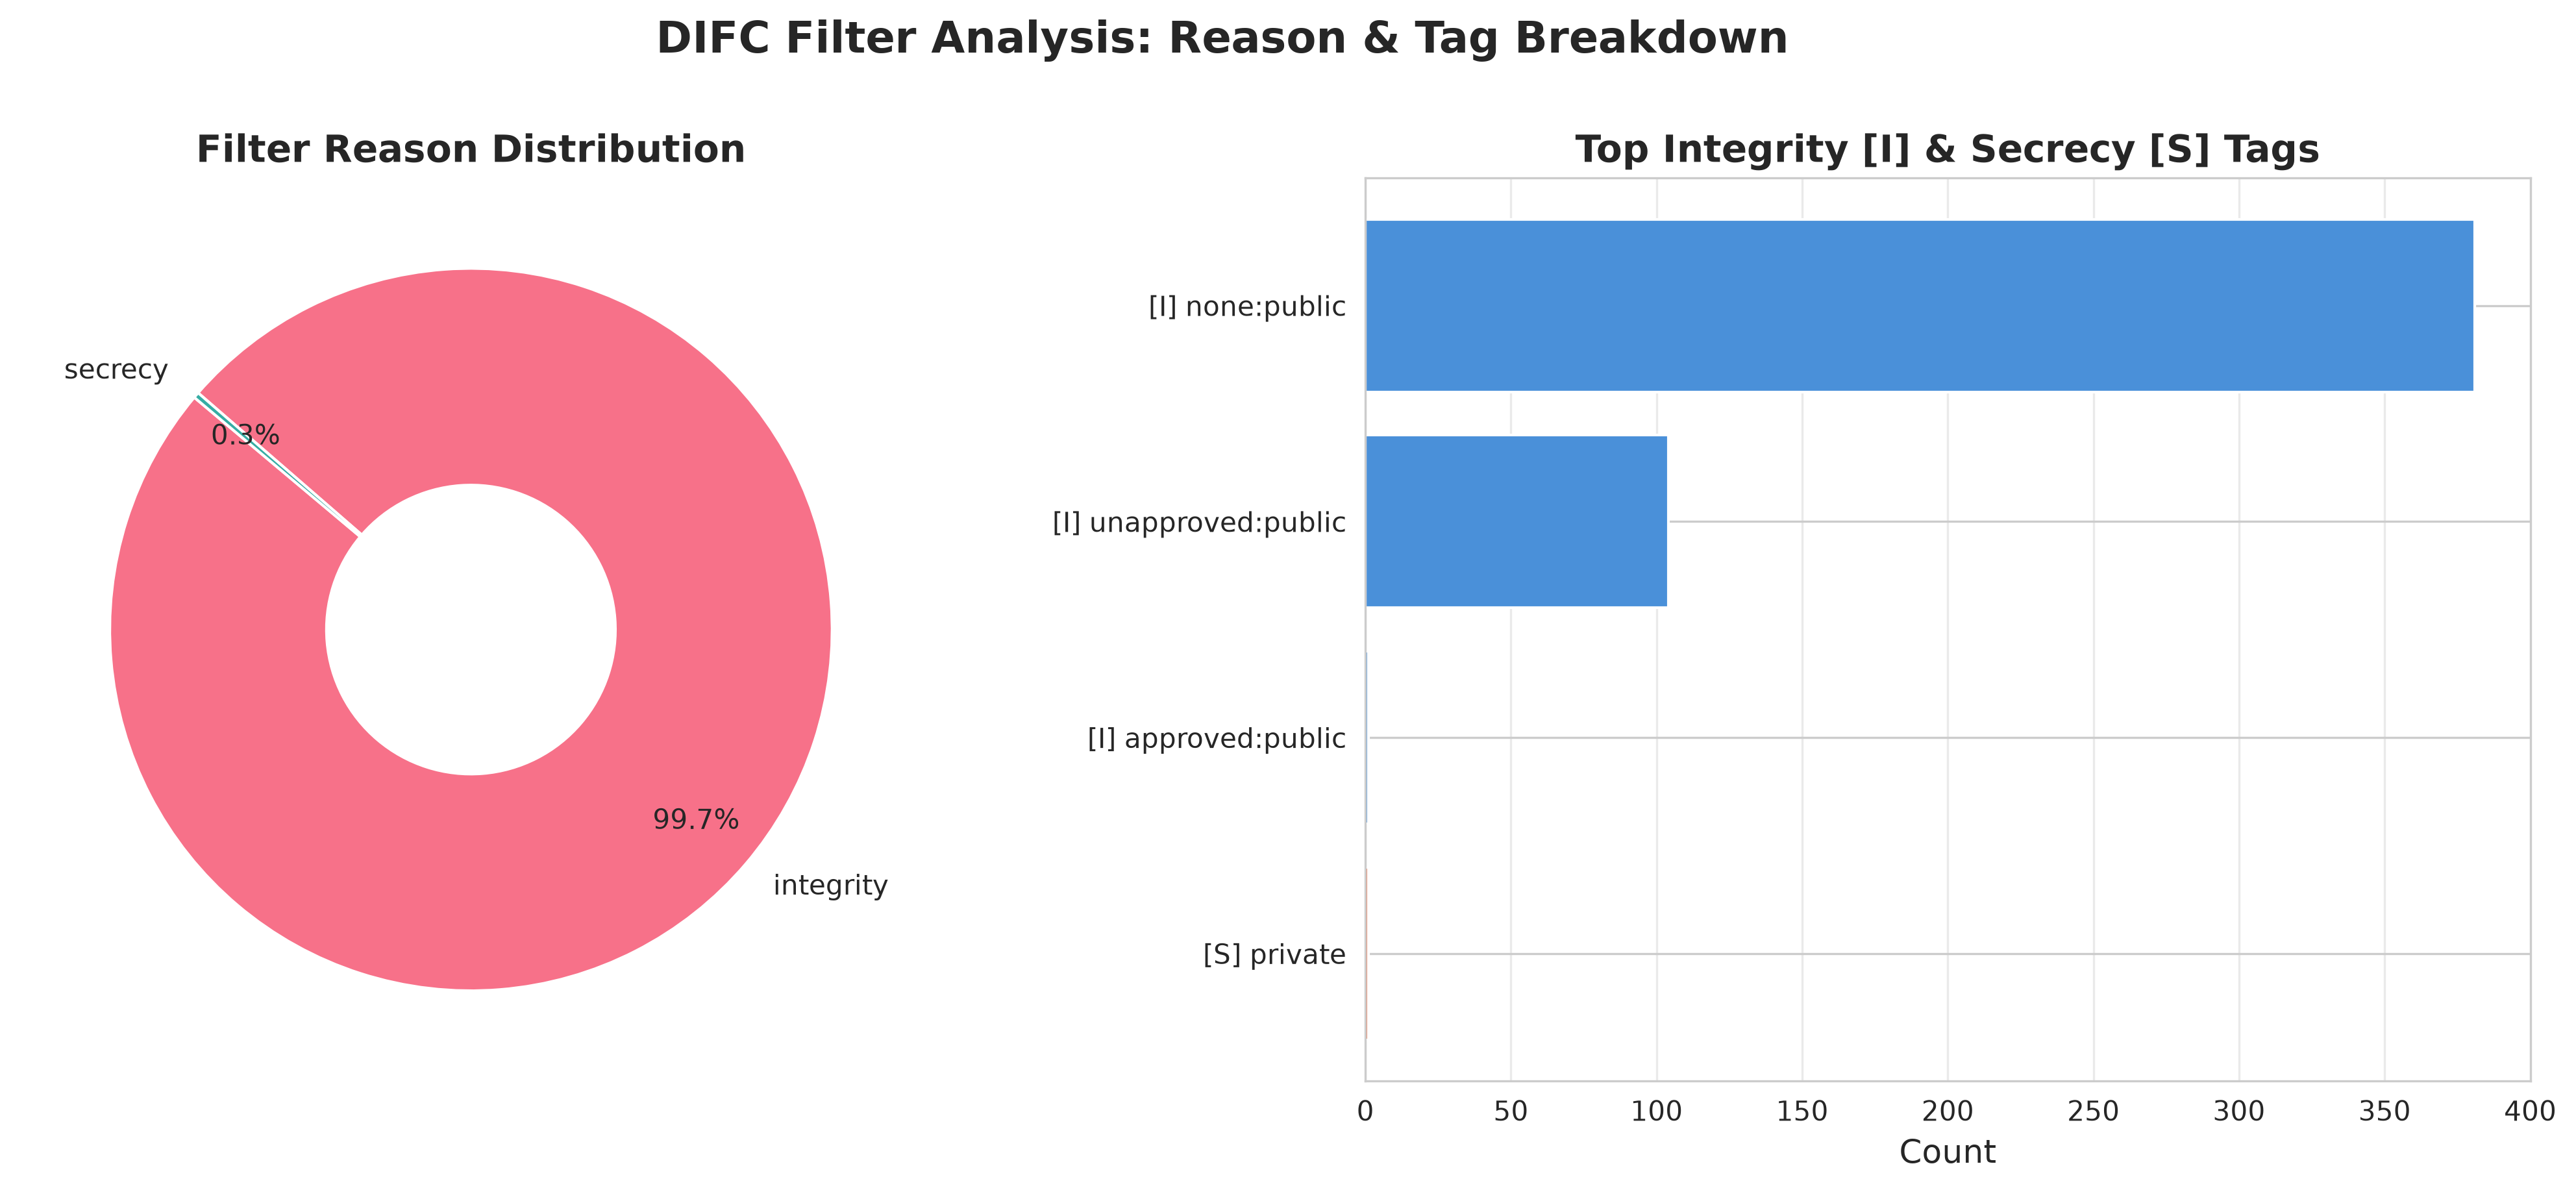 DIFC Filter Analysis: Reason & Tag Breakdown
Filter Reason Distribution
secrecy
0.3%
99.7%
integrity
Top Integrity [I] & Secrecy [S] Tags
[I] none:public
[I] unapproved:public
[I] approved:public
[S] private
0 50 100 150 200 250 300 350 400
Count